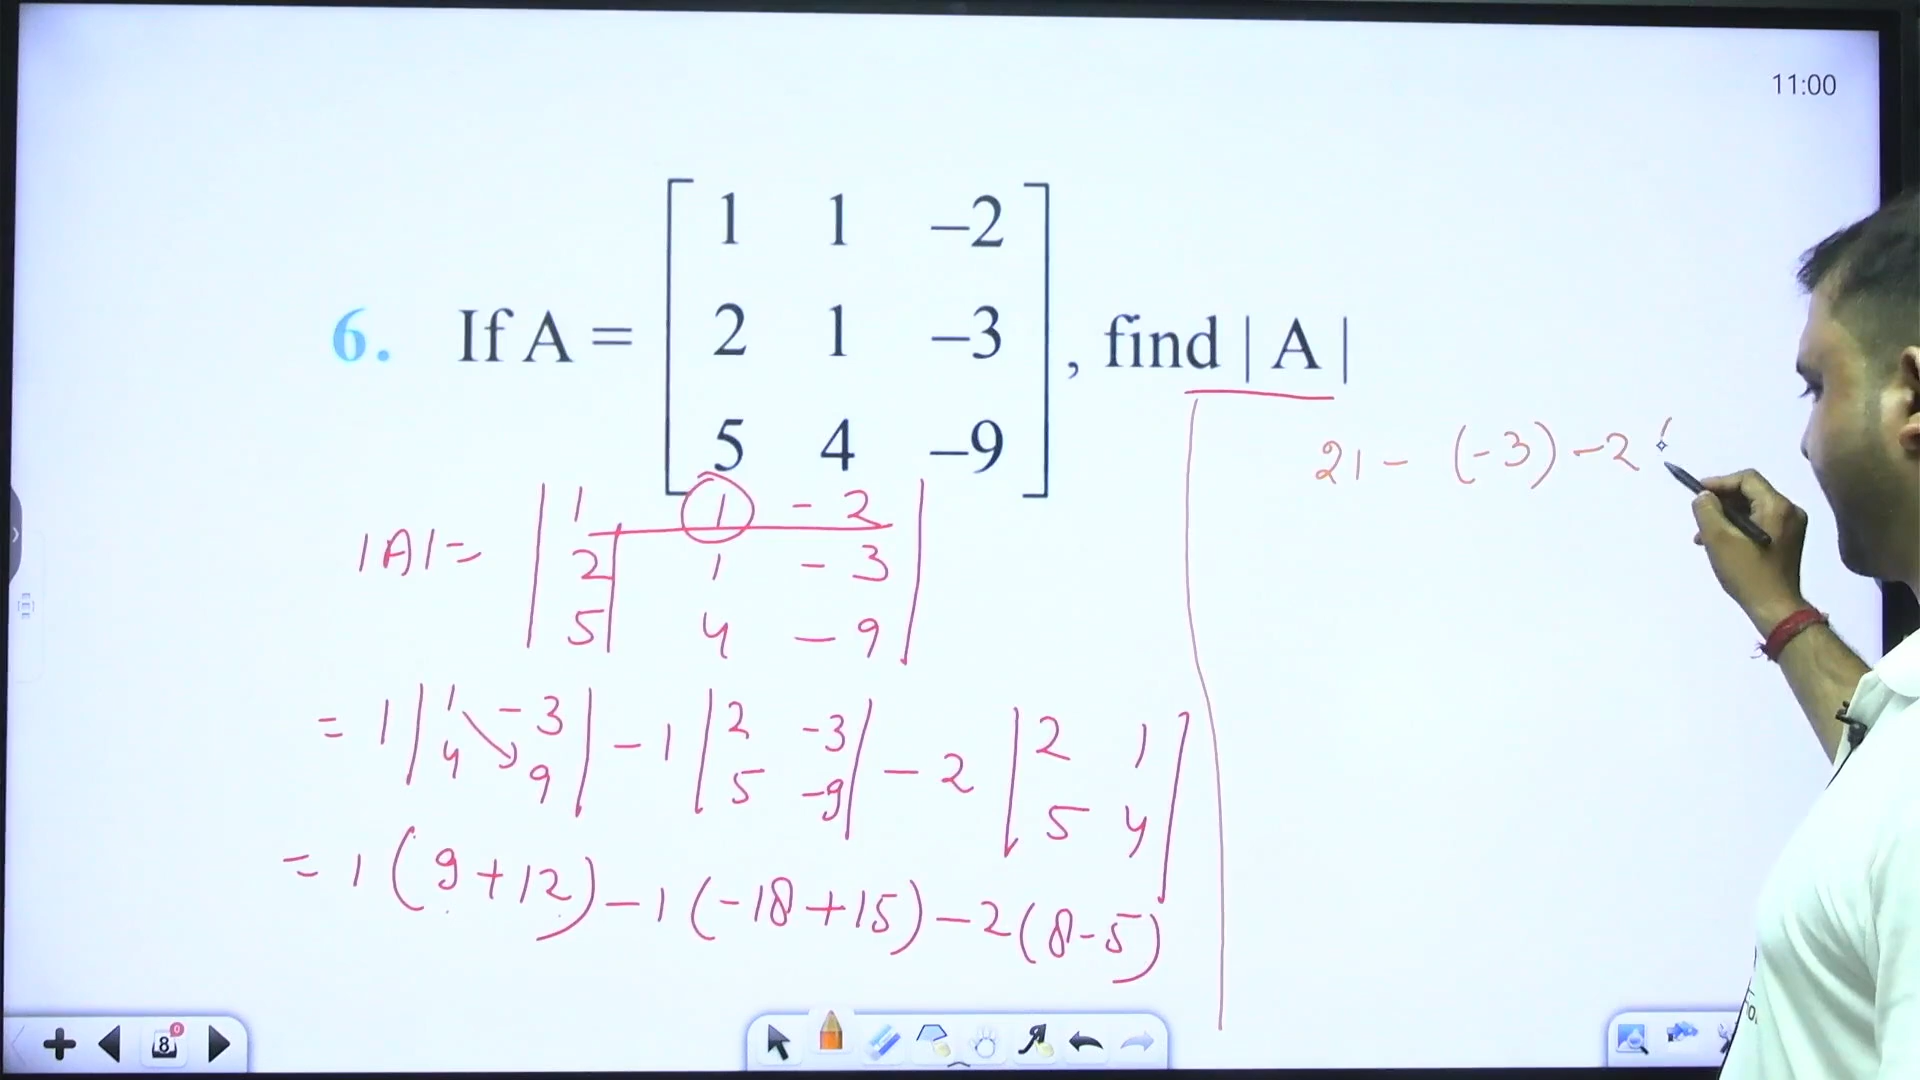 11:00
1 1 –2
6. If A = 2 1 –3 , find | A |
5 4 –9
21 - (-3) -2 (
1 1 - 2
|A| = 2 1 - 3
5 4 - 9
= 1 | 1 -3 | - 1 | 2 -3 | - 2 | 2 1 |
4 9 5 -9 5 4
= 1 (9+12) - 1 (-18+15) - 2 (8-5)
8 0